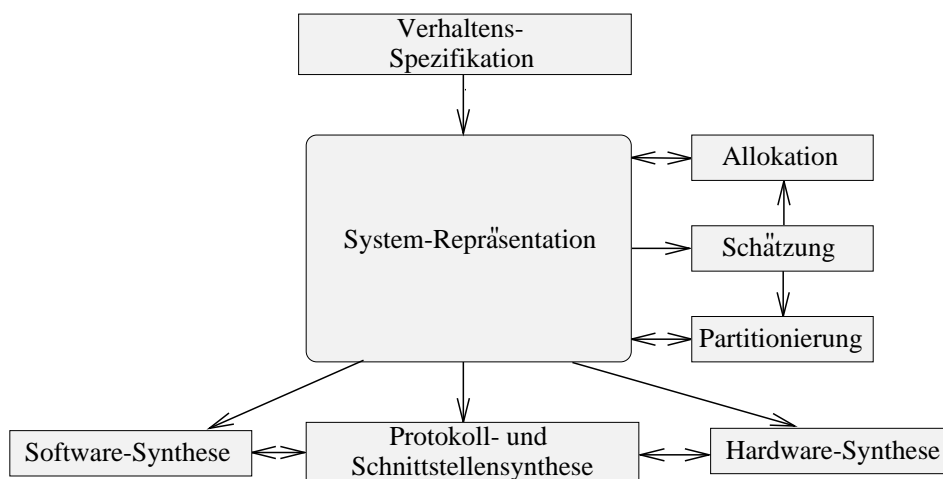 Verhaltens-
Spezifikation
Allokation
System-Repräsentation
Schätzung
Partitionierung
Software-Synthese
Protokoll- und
Schnittstellensynthese
Hardware-Synthese